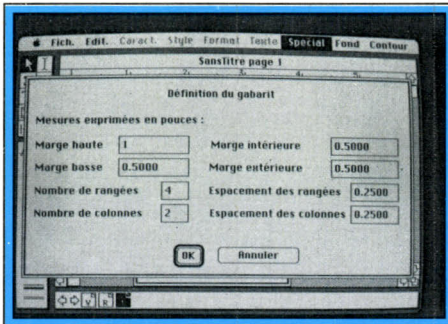 Fich. Edit. Caract. Style Format Texte Spécial Fond Contour
SansTitre page 1
Définition du gabarit
Mesures exprimées en pouces :
Marge haute 1 Marge intérieure 0.5000
Marge basse 0.5000 Marge extérieure 0.5000
Nombre de rangées 4 Espacement des rangées 0.2500
Nombre de colonnes 2 Espacement des colonnes 0.2500
OK Annuler